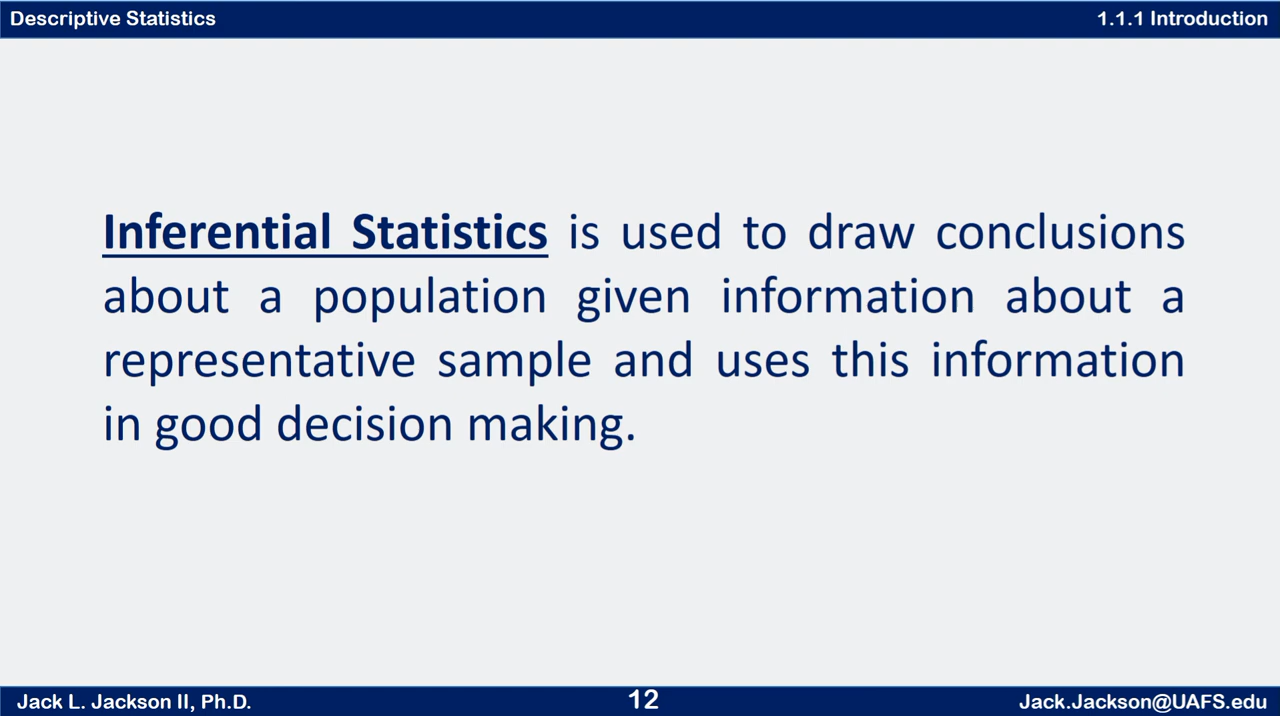 Descriptive Statistics
1.1.1 Introduction
Inferential Statistics is used to draw conclusions
about a population given information about a
representative sample and uses this information
in good decision making.
Jack L. Jackson II, Ph.D.
12
Jack.Jackson@UAFS.edu